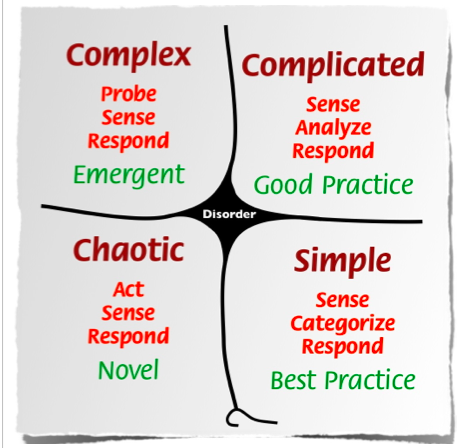 Complex
Probe
Sense
Respond
Emergent
Complicated
Sense
Analyze
Respond
Good Practice
Disorder
Chaotic
Act
Sense
Respond
Novel
Simple
Sense
Categorize
Respond
Best Practice